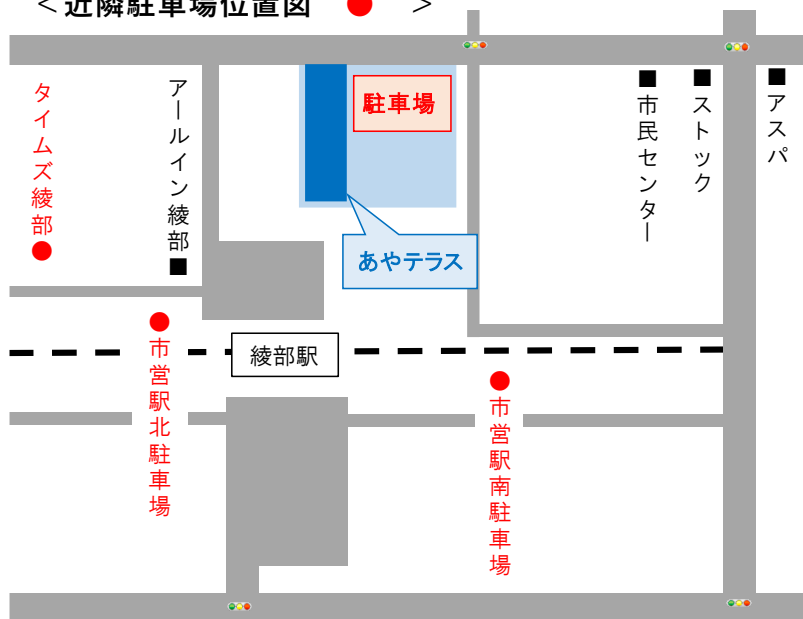 ＜近隣駐車場位置図　●　＞
タイムズ綾部●
アールイン綾部■
駐車場
あやテラス
■市民センター
■ストック
■アスパ
●市営駅北駐車場
綾部駅
●市営駅南駐車場